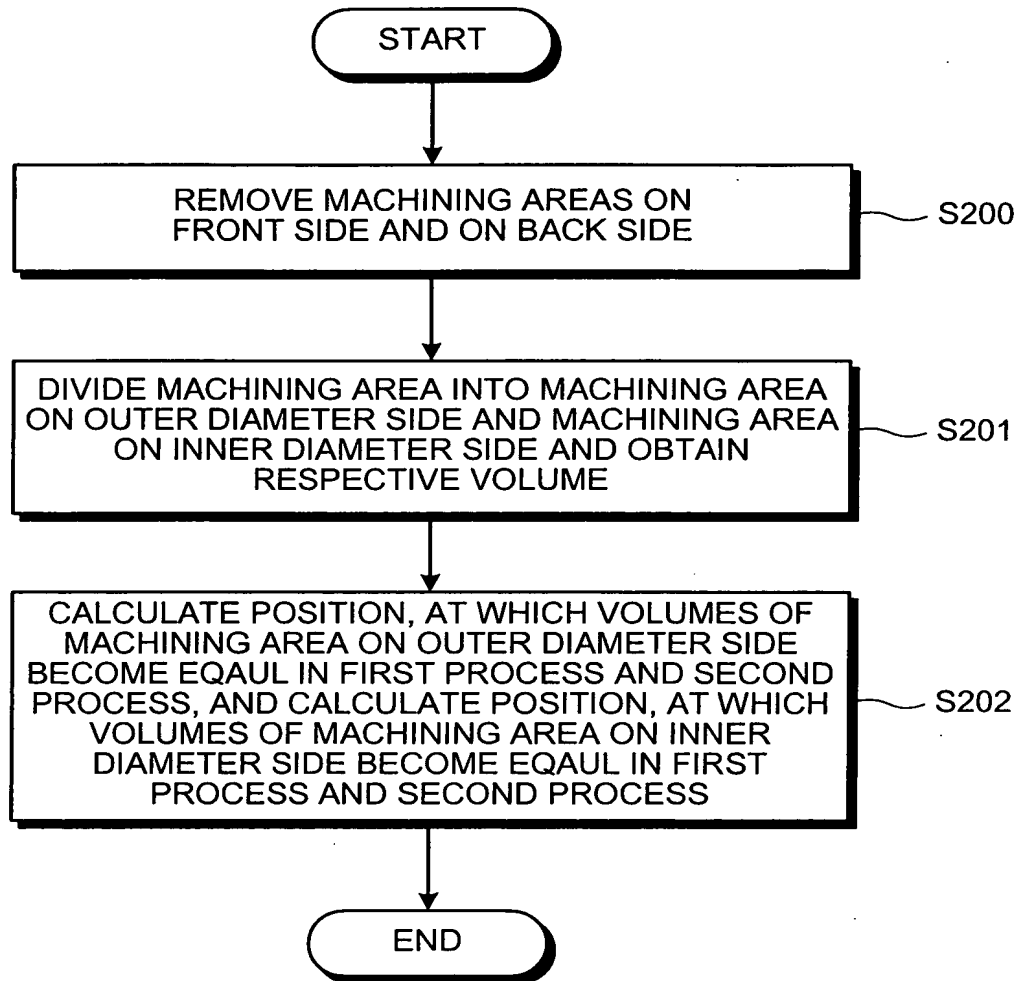 START
REMOVE MACHINING AREAS ON
FRONT SIDE AND ON BACK SIDE
S200
DIVIDE MACHINING AREA INTO MACHINING AREA
ON OUTER DIAMETER SIDE AND MACHINING AREA
ON INNER DIAMETER SIDE AND OBTAIN
RESPECTIVE VOLUME
S201
CALCULATE POSITION, AT WHICH VOLUMES OF
MACHINING AREA ON OUTER DIAMETER SIDE
BECOME EQAUL IN FIRST PROCESS AND SECOND
PROCESS, AND CALCULATE POSITION, AT WHICH
VOLUMES OF MACHINING AREA ON INNER
DIAMETER SIDE BECOME EQAUL IN FIRST
PROCESS AND SECOND PROCESS
S202
END